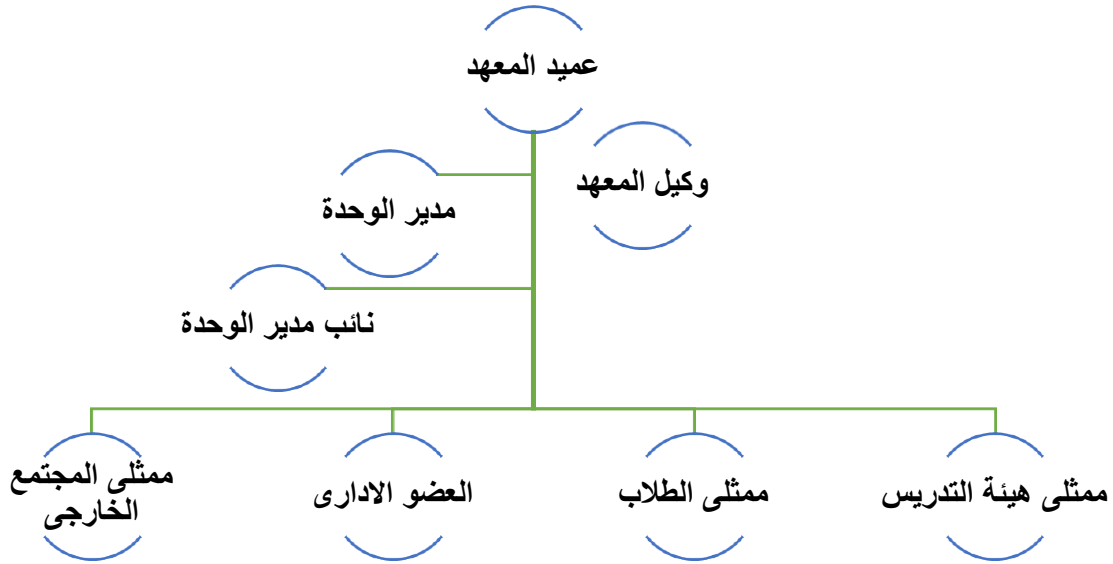 عميد المعهد
وكيل المعهد
مدير الوحدة
نائب مدير الوحدة
ممثلى هيئة التدريس
ممثلى الطلاب
العضو الادارى
ممثلى المجتمع
الخارجى